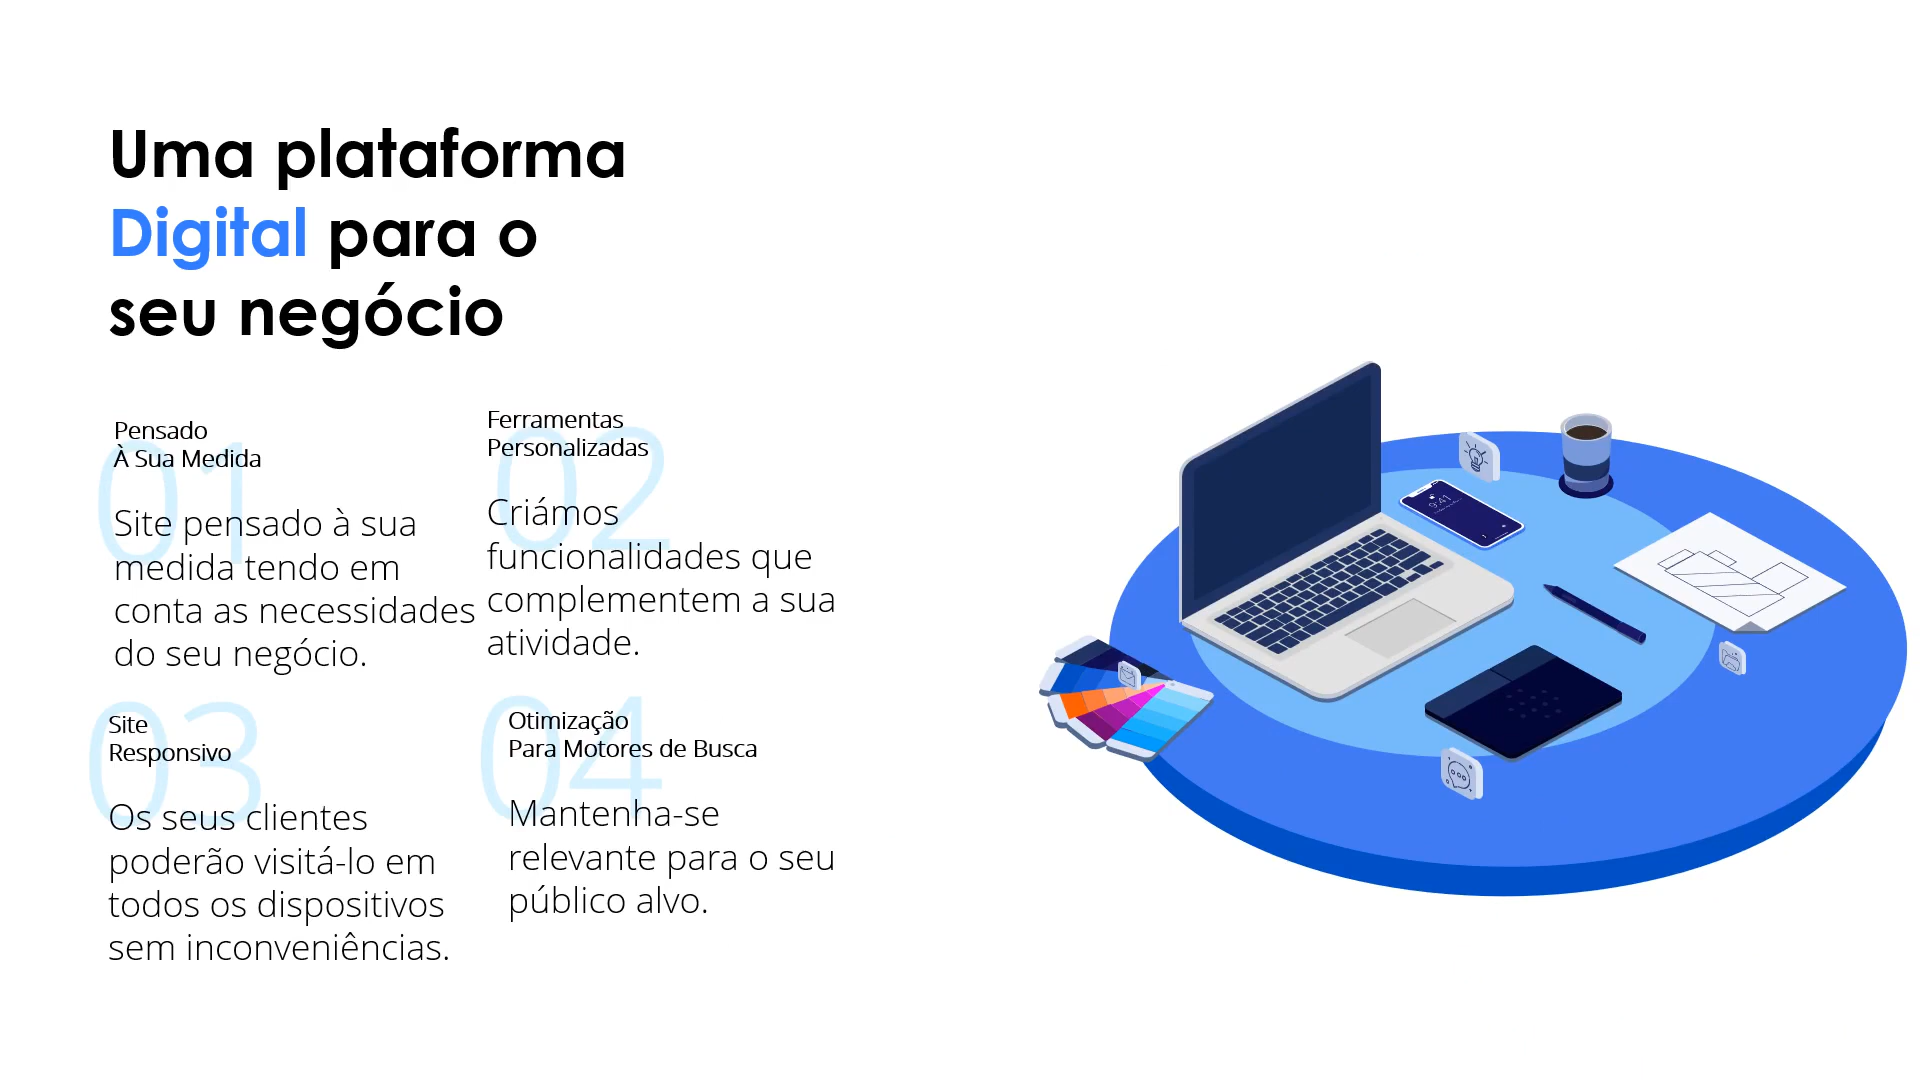 Uma plataforma
Digital para o
seu negócio
01
Pensado
À Sua Medida
Site pensado à sua
medida tendo em
conta as necessidades
do seu negócio.
02
Ferramentas
Personalizadas
Criámos
funcionalidades que
complementem a sua
atividade.
03
Site
Responsivo
Os seus clientes
poderão visitá-lo em
todos os dispositivos
sem inconveniências.
04
Otimização
Para Motores de Busca
Mantenha-se
relevante para o seu
público alvo.
9:41